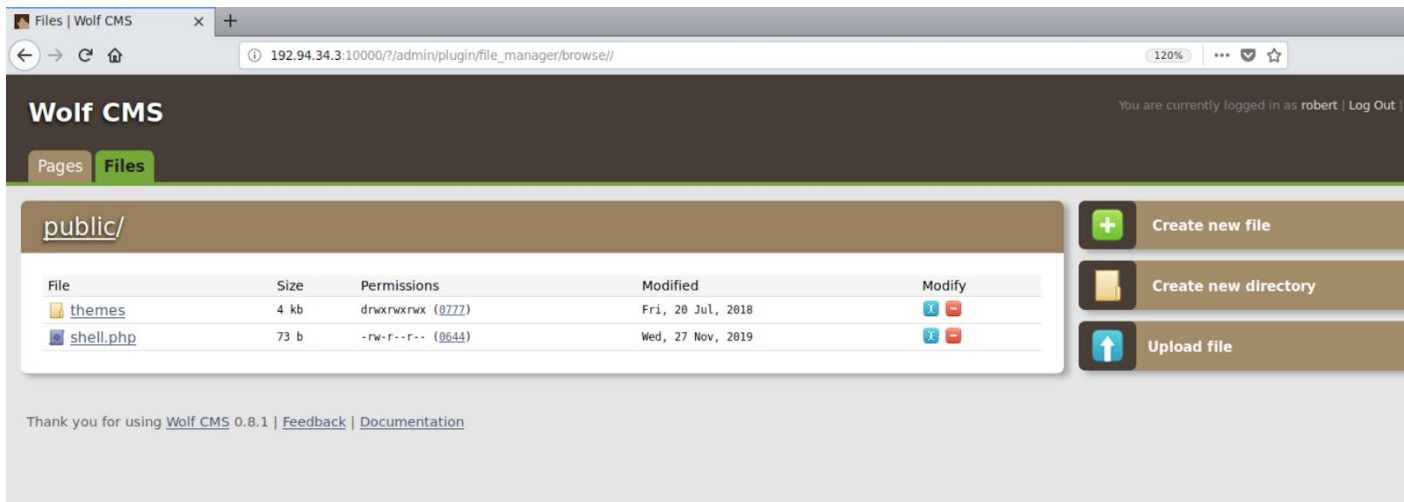 Files | Wolf CMS
192.94.34.3:10000/?/admin/plugin/file_manager/browse//
120%
Wolf CMS
You are currently logged in as robert | Log Out |
Pages Files
public/
File Size Permissions Modified Modify
themes 4 kb drwxrwxrwx (0777) Fri, 20 Jul, 2018
shell.php 73 b -rw-r--r-- (0644) Wed, 27 Nov, 2019
Create new file
Create new directory
Upload file
Thank you for using Wolf CMS 0.8.1 | Feedback | Documentation